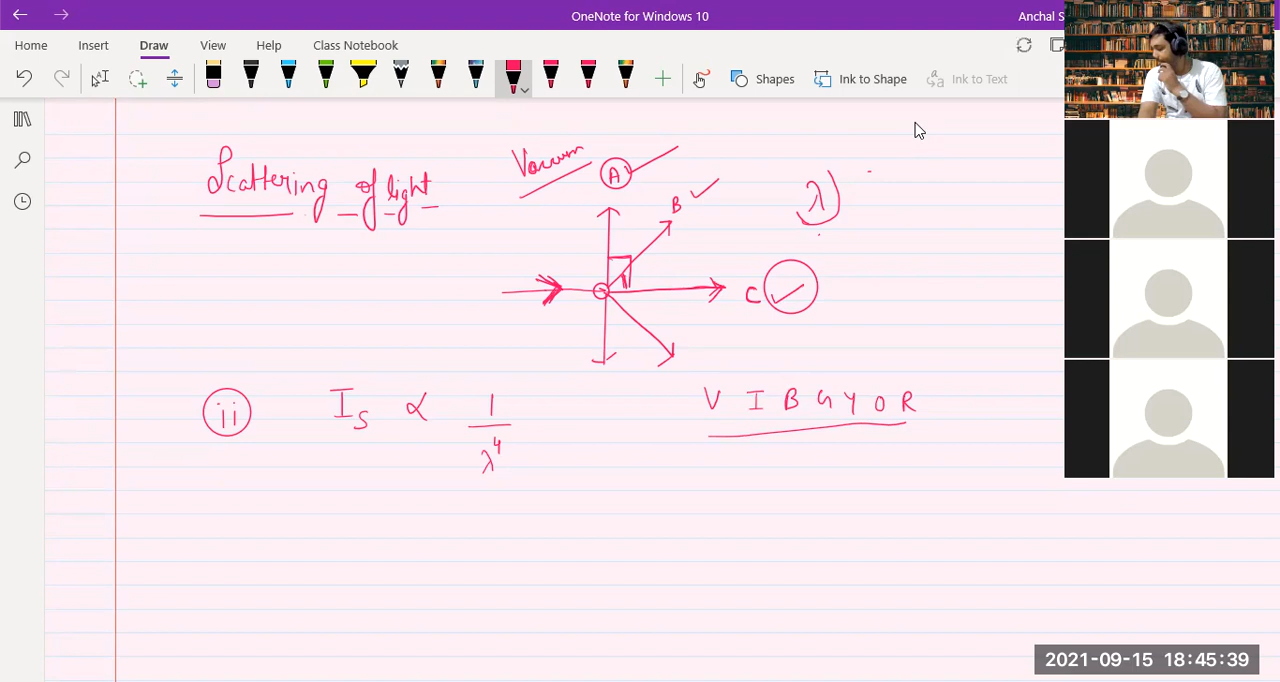 OneNote for Windows 10
Anchal S
Home Insert Draw View Help Class Notebook
Shapes Ink to Shape Ink to Text
Scattering of light
Vacuum
A
B
C
λ
ii Is ∝ 1/λ⁴
V I B G Y O R
2021-09-15 18:45:39